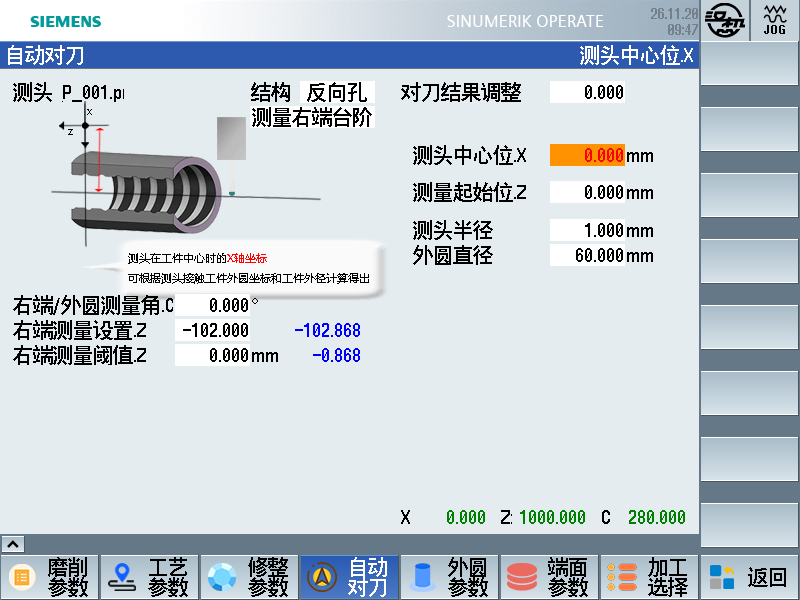 SIEMENS
SINUMERIK OPERATE
26.11.20
09:47
JOG
自动对刀
测头中心位.X
测头 P_001.p
结构 反向孔
测量右端台阶
对刀结果调整 0.000
X
Z
测头中心位.X 0.000 mm
测量起始位.Z 0.000 mm
测头半径 1.000 mm
外圆直径 60.000 mm
测头在工件中心时的X轴坐标
可根据测头接触工件外圆坐标和工件外径计算得出
右端/外圆测量角.C 0.000 °
右端测量设置.Z -102.000 -102.868
右端测量阈值.Z 0.000 mm -0.868
X 0.000 Z: 1000.000 C 280.000
磨削参数
工艺参数
修整参数
自动对刀
外圆参数
端面参数
加工选择
返回